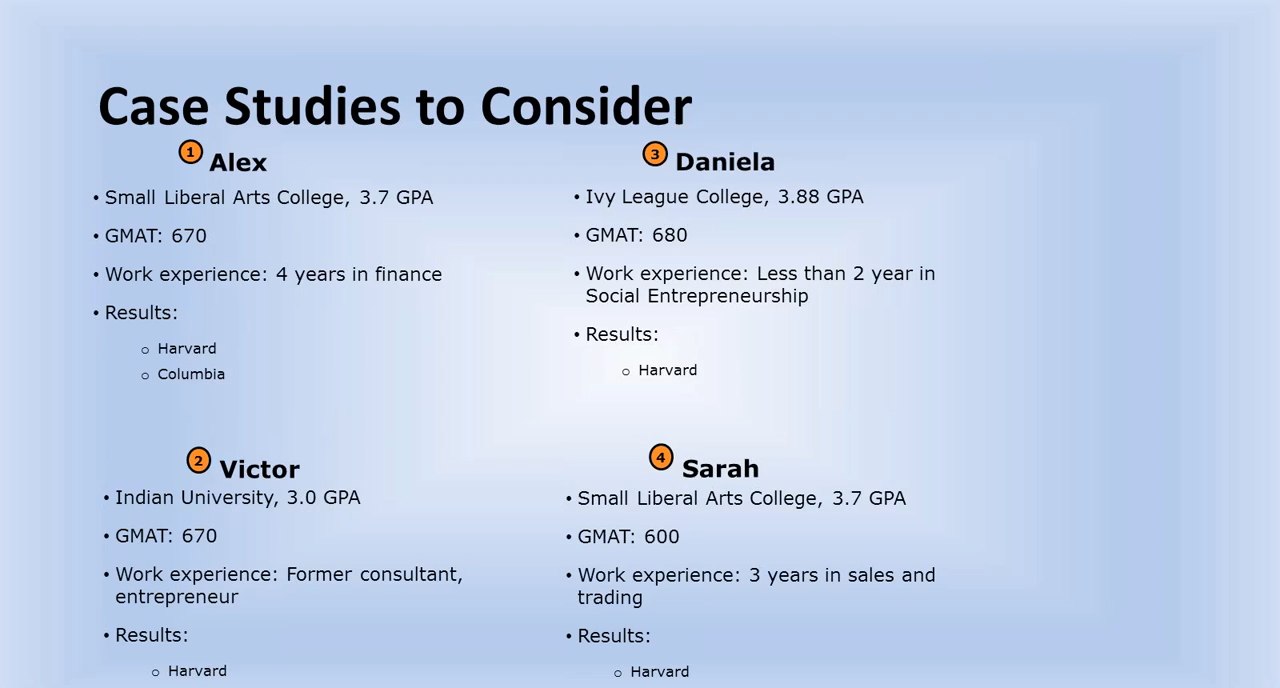 Case Studies to Consider
1 Alex
• Small Liberal Arts College, 3.7 GPA
• GMAT: 670
• Work experience: 4 years in finance
• Results:
o Harvard
o Columbia
2 Victor
• Indian University, 3.0 GPA
• GMAT: 670
• Work experience: Former consultant,
entrepreneur
• Results:
o Harvard
3 Daniela
• Ivy League College, 3.88 GPA
• GMAT: 680
• Work experience: Less than 2 year in
Social Entrepreneurship
• Results:
o Harvard
4 Sarah
• Small Liberal Arts College, 3.7 GPA
• GMAT: 600
• Work experience: 3 years in sales and
trading
• Results:
o Harvard